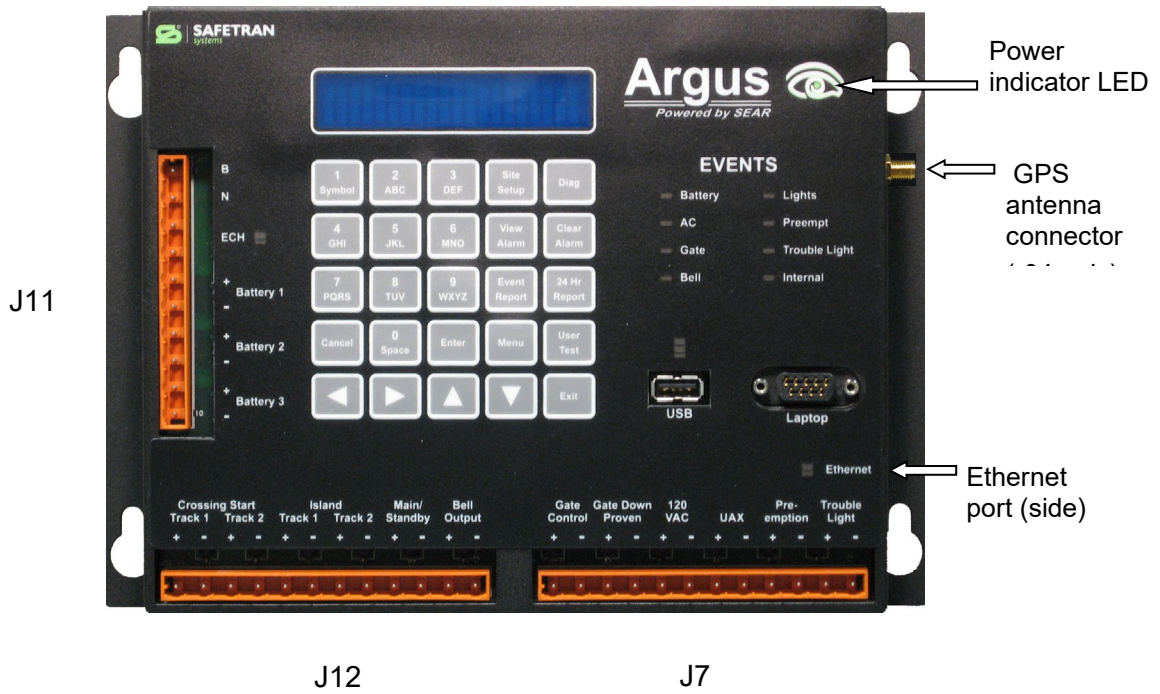 SAFETRAN
systems
Argus
Powered by SEAR
Power
indicator LED
GPS
antenna
connector
EVENTS
Battery
Lights
AC
Preempt
Gate
Trouble Light
Bell
Internal
B
N
ECH
+
Battery 1
-
+
Battery 2
-
+
Battery 3
-
10
J11
1
Symbol
2
ABC
3
DEF
Site
Setup
Diag
4
GHI
5
JKL
6
MNO
View
Alarm
Clear
Alarm
7
PQRS
8
TUV
9
WXYZ
Event
Report
24 Hr
Report
Cancel
0
Space
Enter
Menu
User
Test
Exit
USB
Laptop
Ethernet
Ethernet
port (side)
Crossing Start
Track 1 Track 2
Island
Track 1 Track 2
Main/
Standby
Bell
Output
+ - + - + - + - + - + -
Gate
Control
Gate Down
Proven
120
VAC
UAX
Pre-
emption
Trouble
Light
+ - + - + - + - + - + -
J12
J7